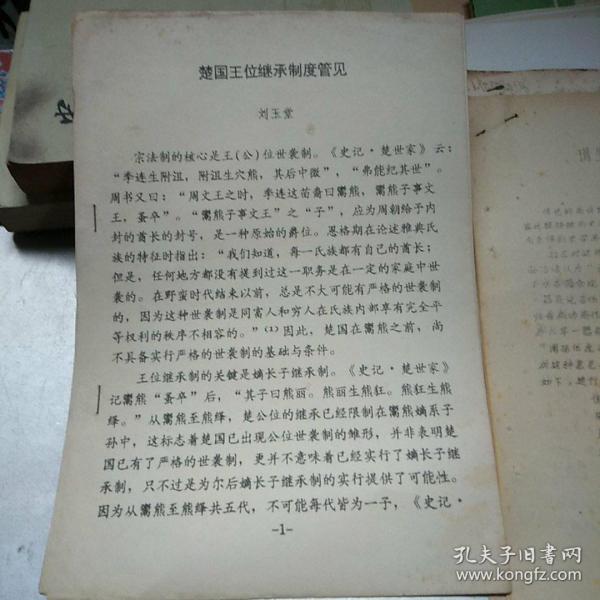 楚国王位继承制度管见
刘玉堂
宗法制的核心是王(公)位世袭制。《史记·楚世家》云:
“季连生附沮,附沮生穴熊,其后中微”,“弗能纪其世”。
周书又曰:“周文王之时,季连这苗裔曰鬻熊,鬻熊子事文
王,蚤卒”。“鬻熊子事文王”之“子”,应为周朝给予内
封的首长的封号,是一种原始的爵位。恩格斯在论述雅典氏
族的特征时指出:“我们知道,每一氏族都有自己的酋长;
但是,任何地方都没有提到过这一职务是在一定的家庭中世
袭的。在野蛮时代结束以前,总是不大可能有严格的世袭制
的,因为这种世袭制是同富人和穷人在氏族内部享有完全平
等权利的秩序不相容的。”(1)因此,楚国在鬻熊之前,尚
不具备实行严格的世袭制的基础与条件。
王位继承制的关键是嫡长子继承制。《史记·楚世家》
记鬻熊“蚤卒”后,“其子曰熊丽。熊丽生熊狂。熊狂生熊
绎。”从鬻熊至熊绎,楚公位的继承已经限制在鬻熊嫡系子
孙中,这标志着楚国已出现公位世袭制的雏形,并非表明楚
国已有了严格的世袭制,更并不意味着已经实行了嫡长子继
承制,只不过是为尔后嫡长子继承制的实行提供了可能性。
因为从鬻熊至熊绎共五代,不可能每代皆为一子,《史记·
-1-
孔夫子旧书网
www.kongfz.com